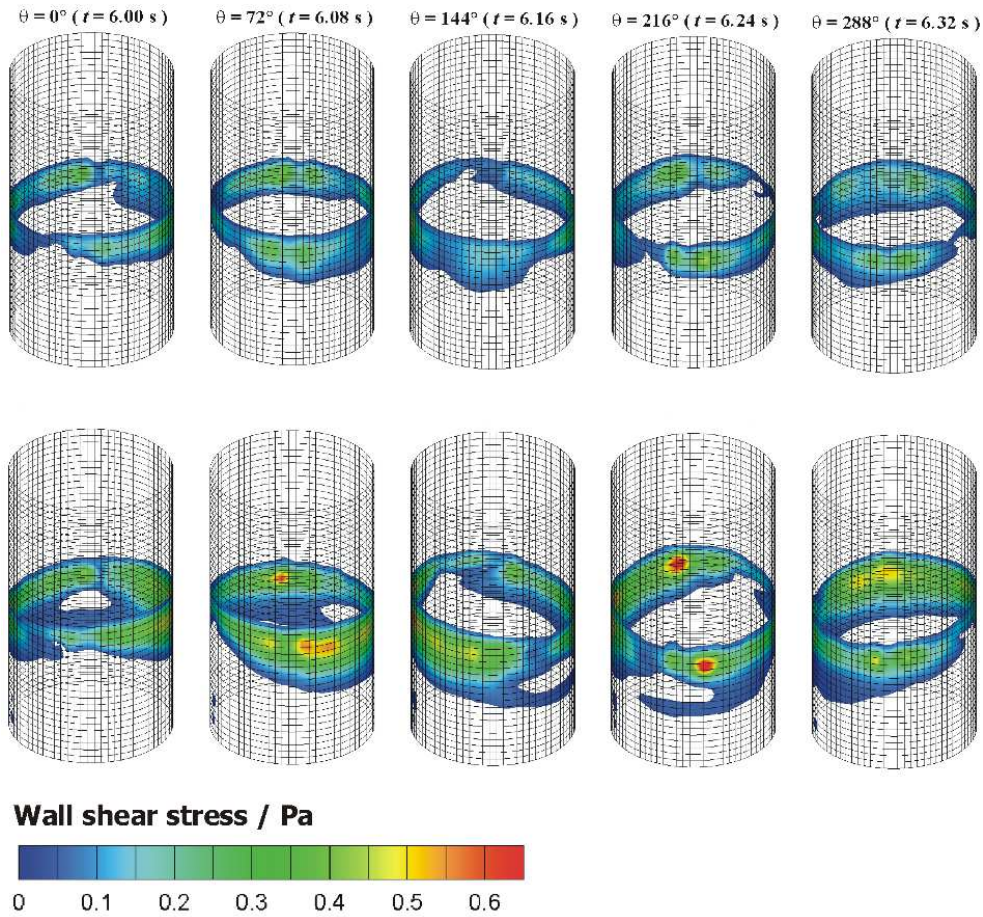 θ = 0° ( t = 6.00 s ) θ = 72° ( t = 6.08 s ) θ = 144° ( t = 6.16 s ) θ = 216° ( t = 6.24 s ) θ = 288° ( t = 6.32 s )
Wall shear stress / Pa
0 0.1 0.2 0.3 0.4 0.5 0.6